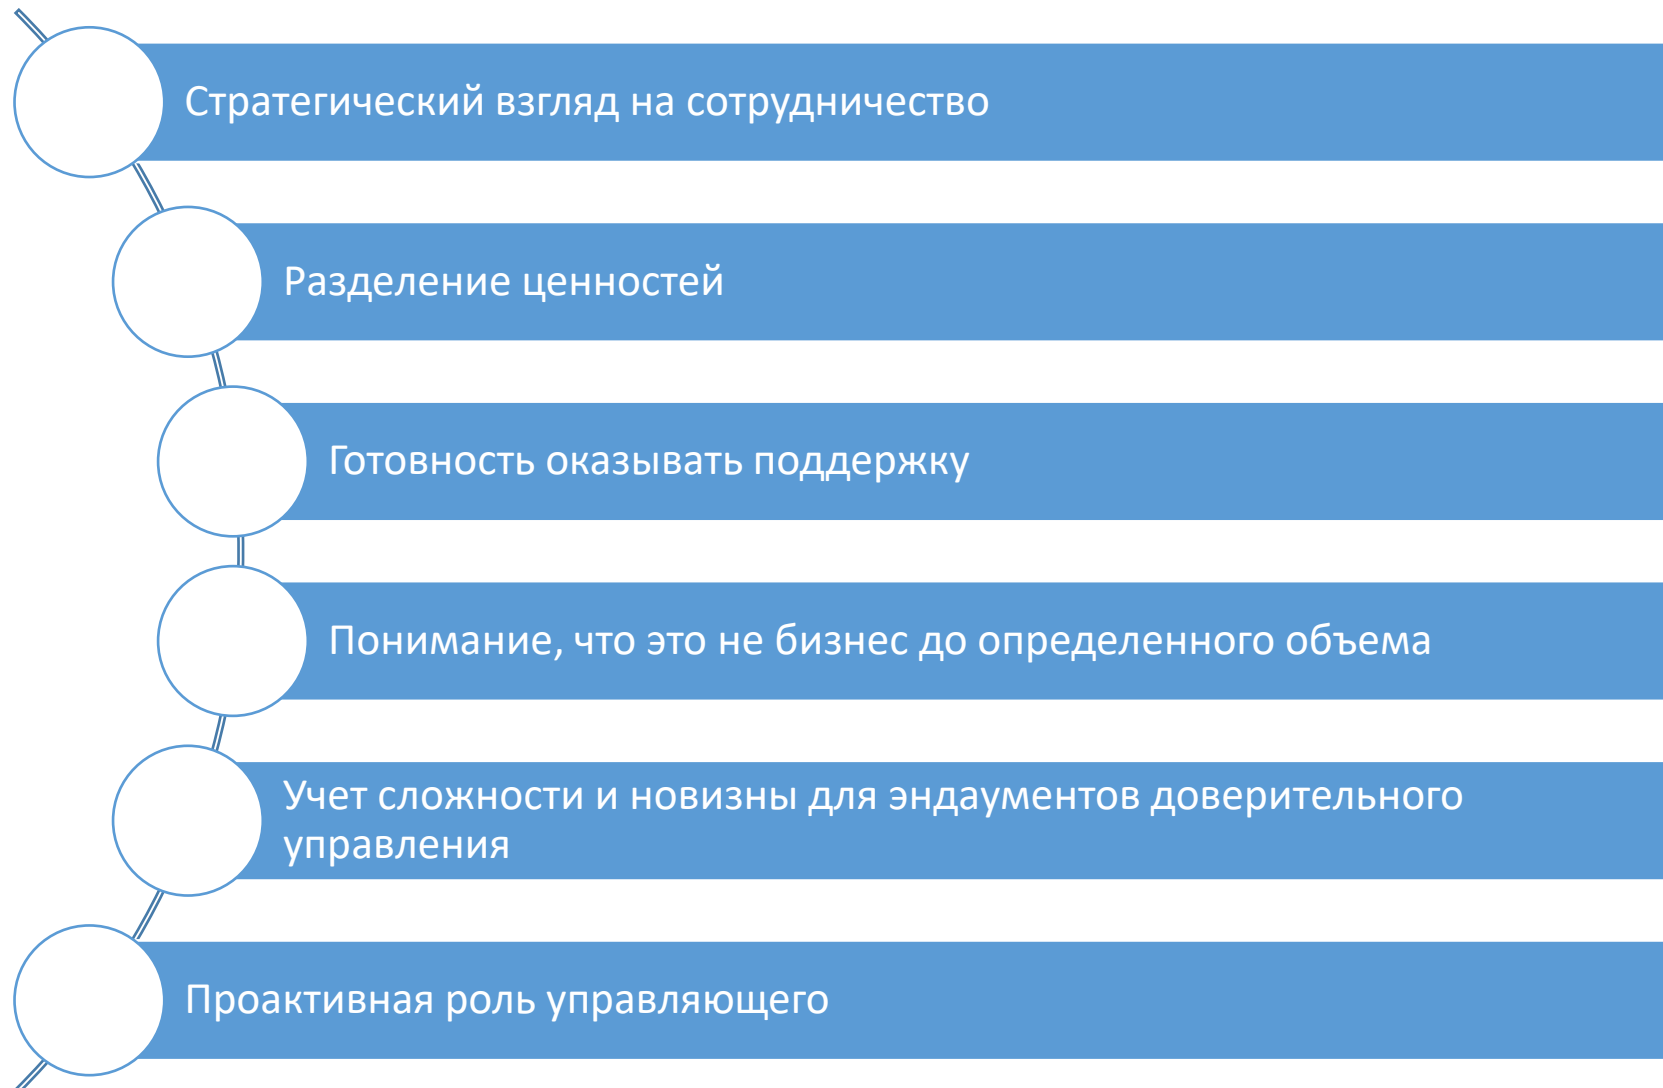 Стратегический взгляд на сотрудничество
Разделение ценностей
Готовность оказывать поддержку
Понимание, что это не бизнес до определенного объема
Учет сложности и новизны для эндаументов доверительного
управления
Проактивная роль управляющего